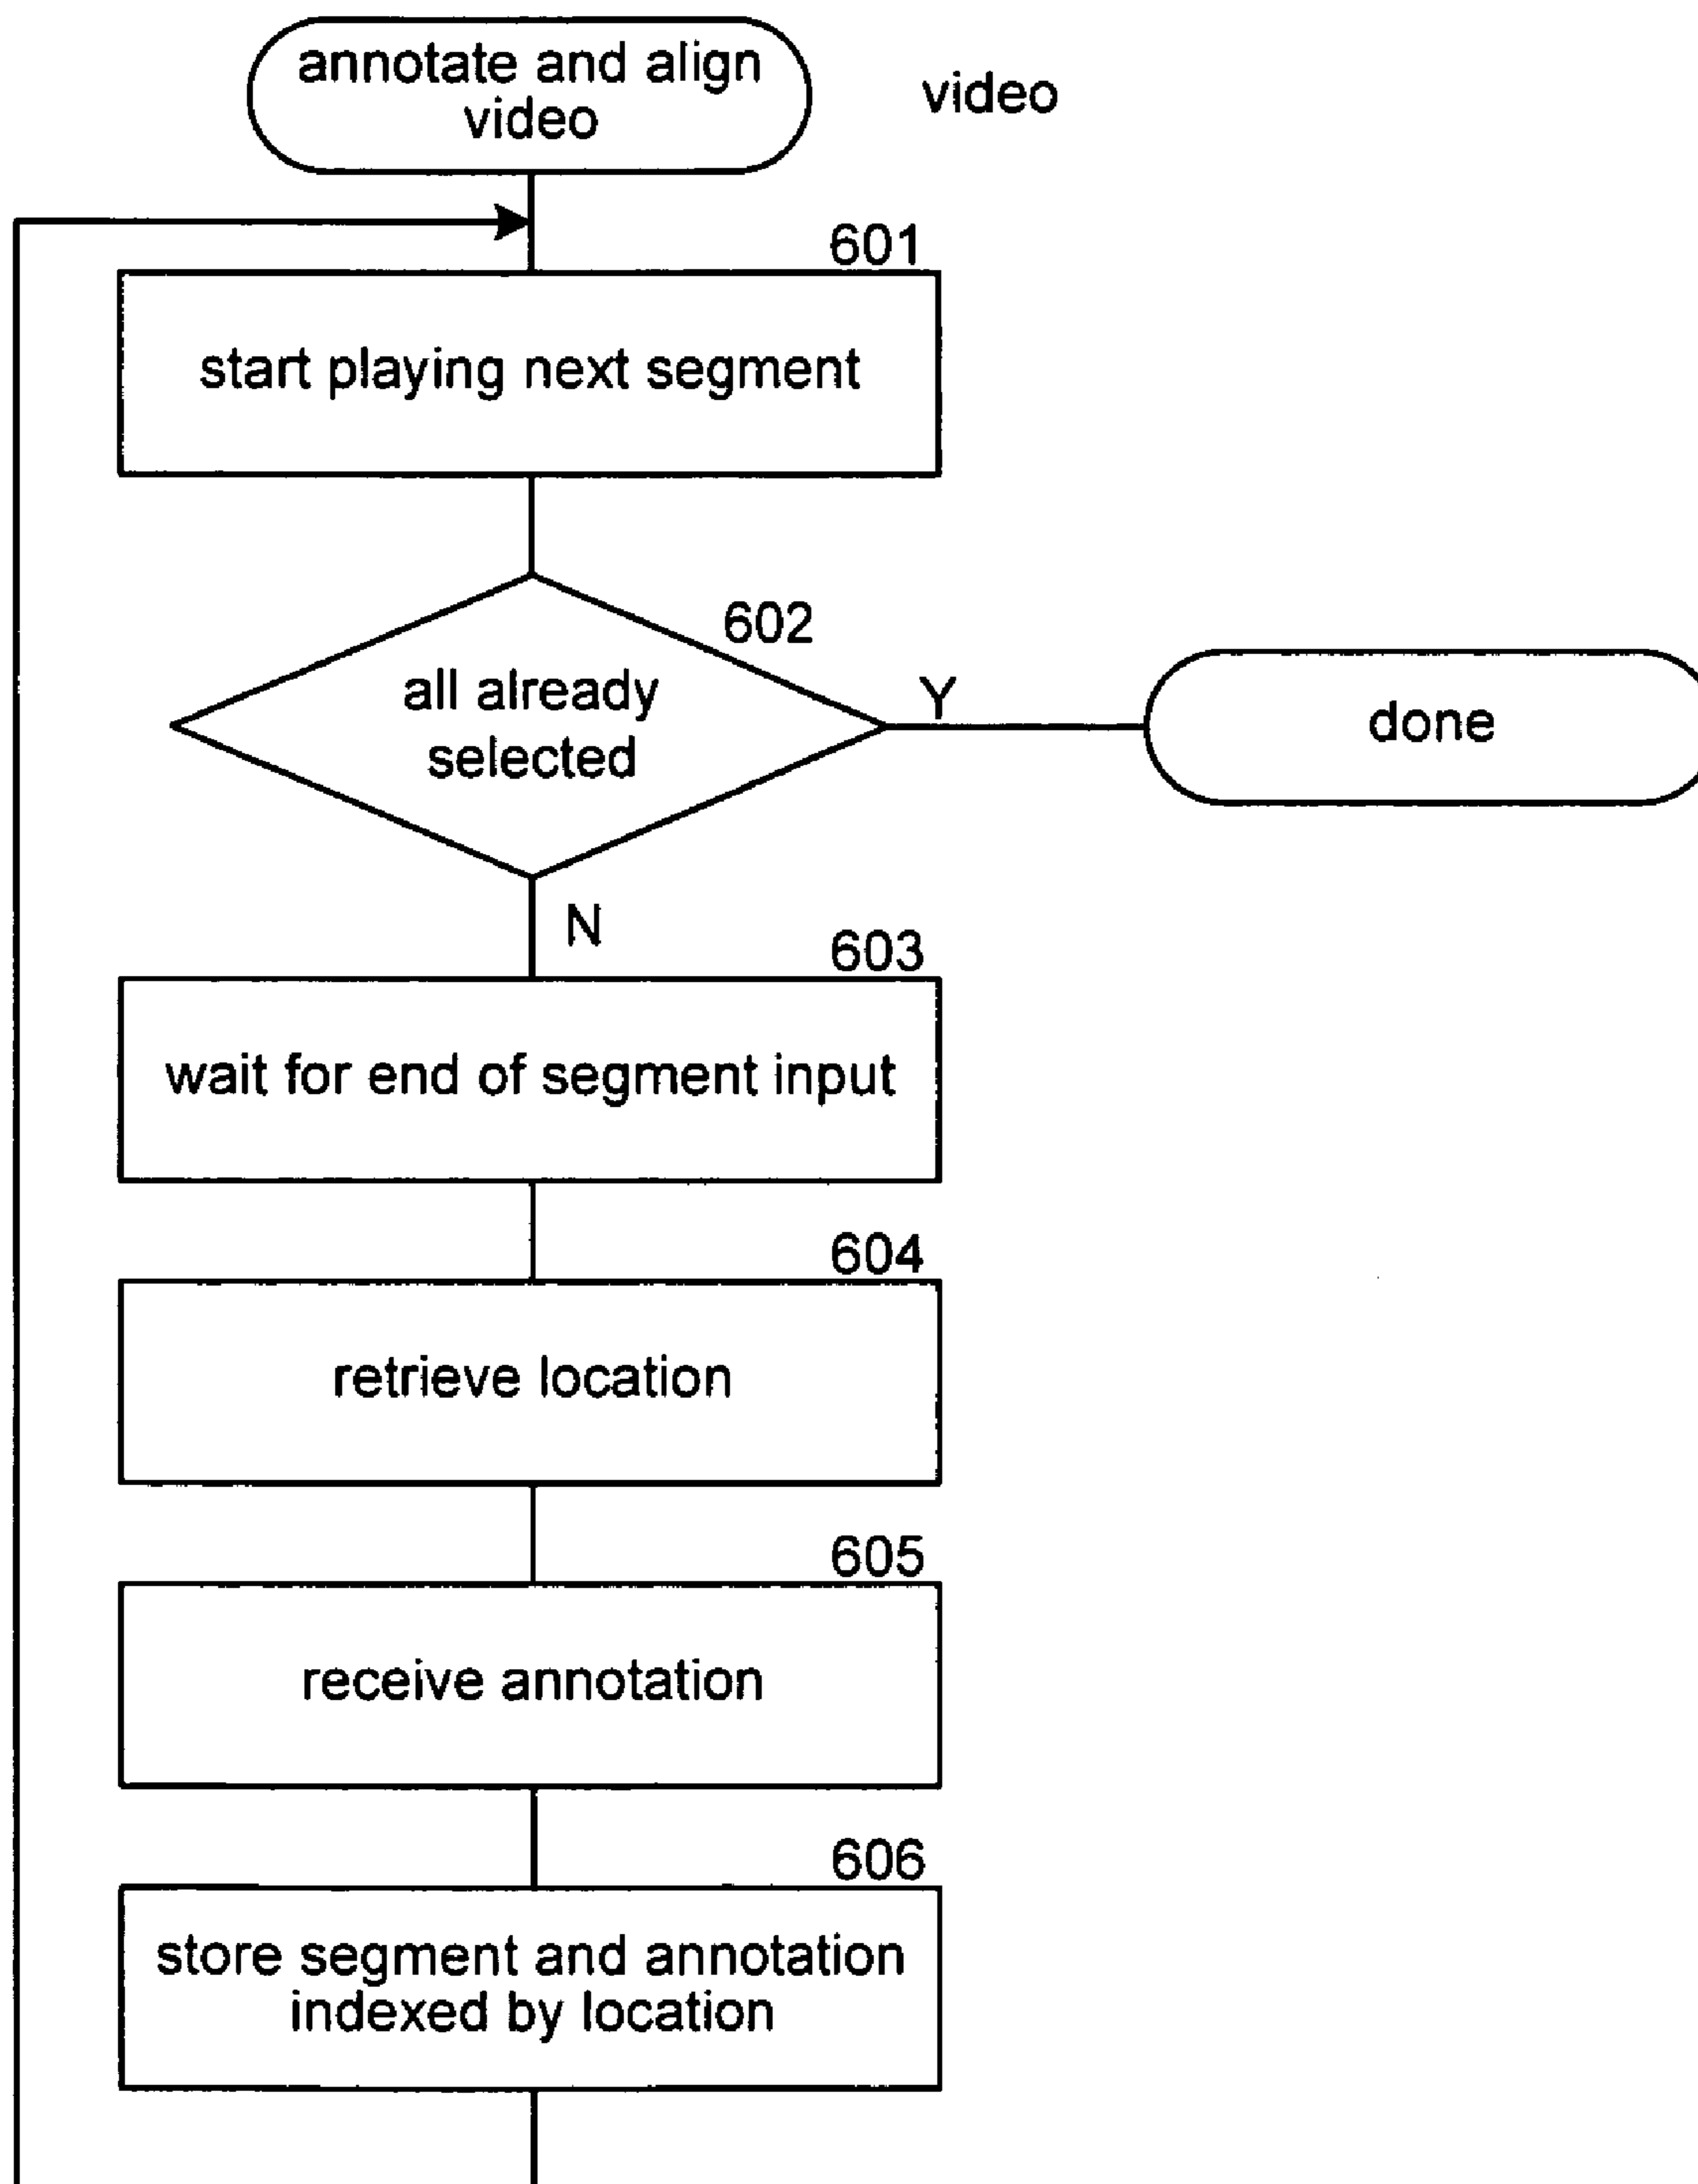 annotate and align
video
video
601
start playing next segment
602
all already
selected
Y
done
N
603
wait for end of segment input
604
retrieve location
605
receive annotation
606
store segment and annotation
indexed by location